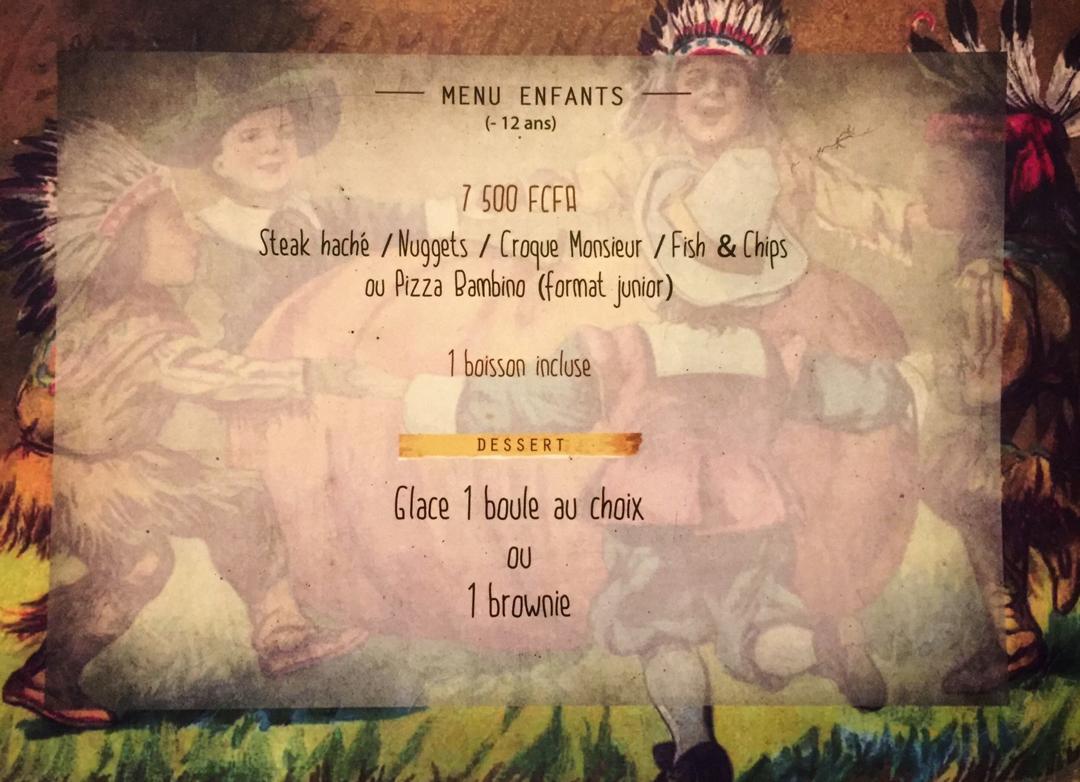 MENU ENFANTS
(- 12 ans)
7 500 FCFA
Steak haché / Nuggets / Croque Monsieur / Fish & Chips
ou Pizza Bambino (format junior)
1 boisson incluse
DESSERT
Glace 1 boule au choix
ou
1 brownie